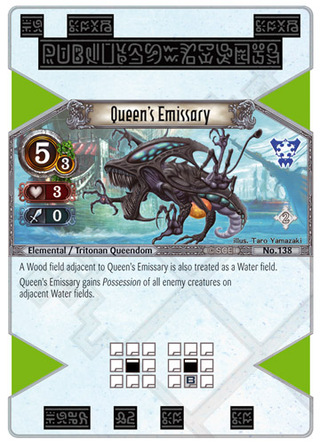 Queen's Emissary
5
3
3
0
2
illus. Taro Yamazaki
Elemental / Tritonan Queendom
SCE
No.138
A Wood field adjacent to Queen's Emissary is also treated as a Water field.
Queen's Emissary gains Possession of all enemy creatures on
adjacent Water fields.
B